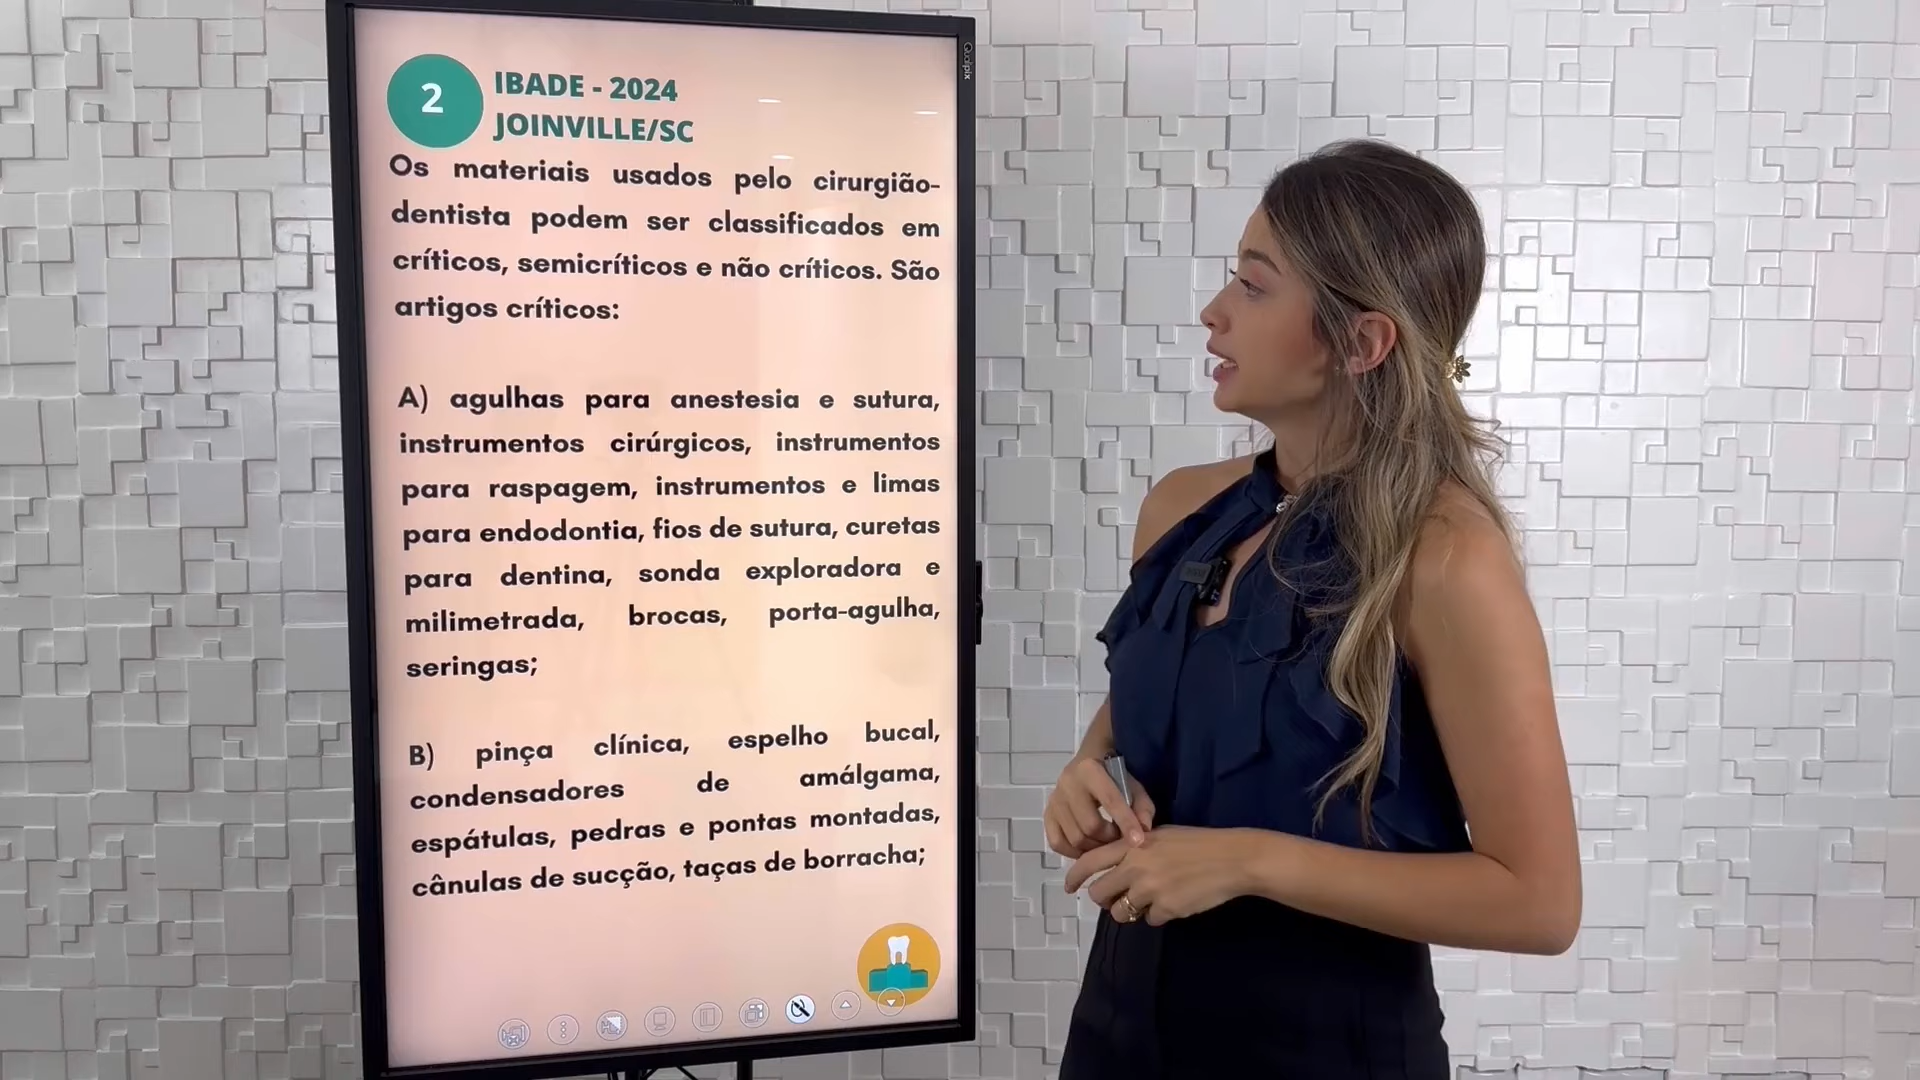 2
IBADE - 2024
JOINVILLE/SC
Os materiais usados pelo cirurgião-
dentista podem ser classificados em
críticos, semicríticos e não críticos. São
artigos críticos:
A) agulhas para anestesia e sutura,
instrumentos cirúrgicos, instrumentos
para raspagem, instrumentos e limas
para endodontia, fios de sutura, curetas
para dentina, sonda exploradora e
milimetrada, brocas, porta-agulha,
seringas;
B) pinça clínica, espelho bucal,
condensadores de amálgama,
espátulas, pedras e pontas montadas,
cânulas de sucção, taças de borracha;